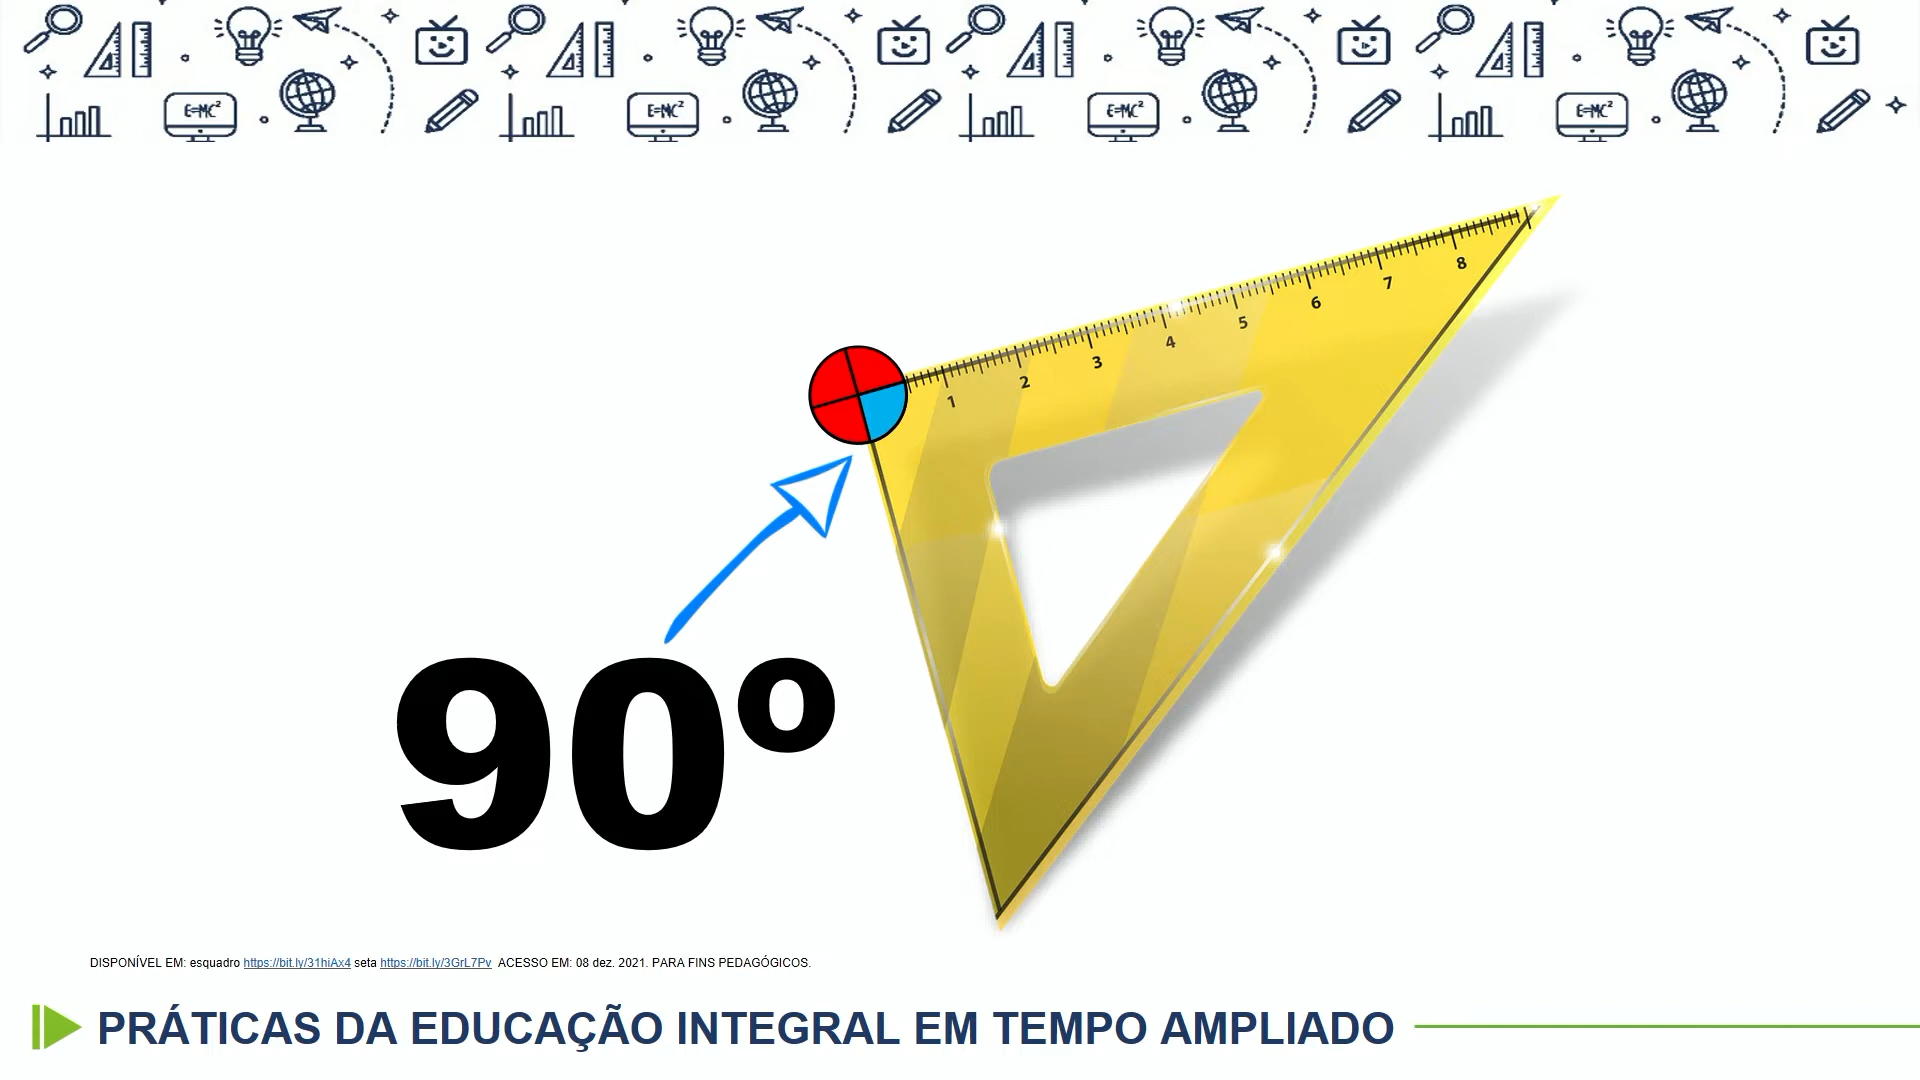 E=MC² E=MC² E=MC² E=MC²
1 2 3 4 5 6 7 8
90º
DISPONÍVEL EM: esquadro https://bit.ly/31hiAx4 seta https://bit.ly/3GrL7Pv ACESSO EM: 08 dez. 2021. PARA FINS PEDAGÓGICOS.
PRÁTICAS DA EDUCAÇÃO INTEGRAL EM TEMPO AMPLIADO